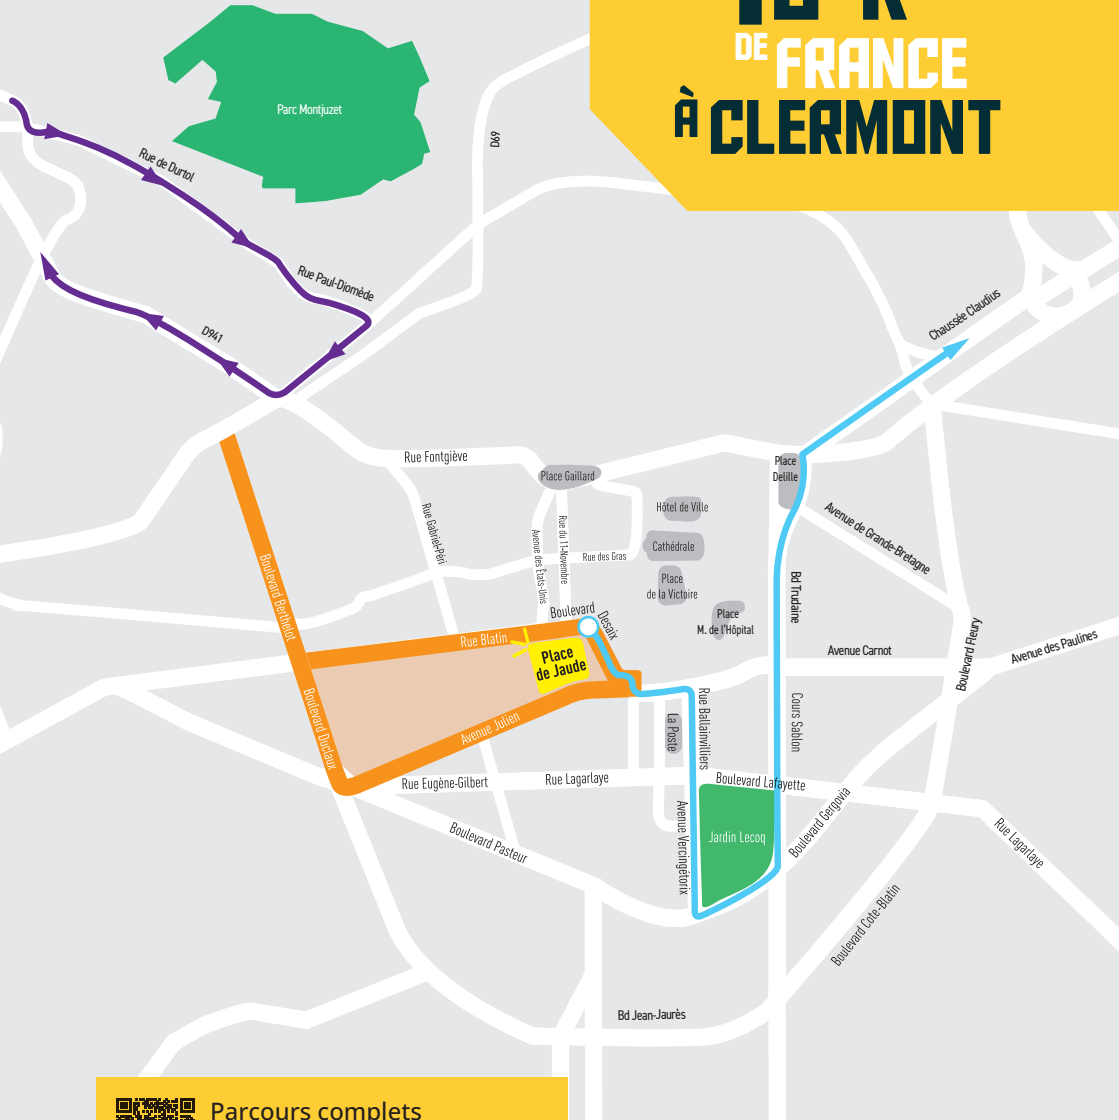 DE FRANCE
À CLERMONT
Parc Montjuzet
D69
Rue de Durtol
Rue Paul-Diomède
D941
Chaussée Claudius
Rue Fontgiève
Place Gaillard
Place
Delille
Hôtel de Ville
Avenue de Grande-Bretagne
Rue Gabriel-Péri
Avenue des États-Unis
Rue du 11-Novembre
Cathédrale
Rue des Gras
Place
de la Victoire
Bd Trudaine
Boulevard Berthelot
Boulevard
Desaix
Place
M. de l'Hôpital
Rue Blatin
Place
de Jaude
Avenue Carnot
Boulevard Fleury
Avenue des Paulines
Boulevard Duclaux
Avenue Julien
La Poste
Rue Ballainvilliers
Cours Sablon
Rue Eugène-Gilbert
Rue Lagarlaye
Boulevard Lafayette
Boulevard Gergovia
Boulevard Pasteur
Avenue Vercingétorix
Jardin Lecoq
Rue Lagarlaye
Boulevard Cote-Blatin
Bd Jean-Jaurès
Parcours complets